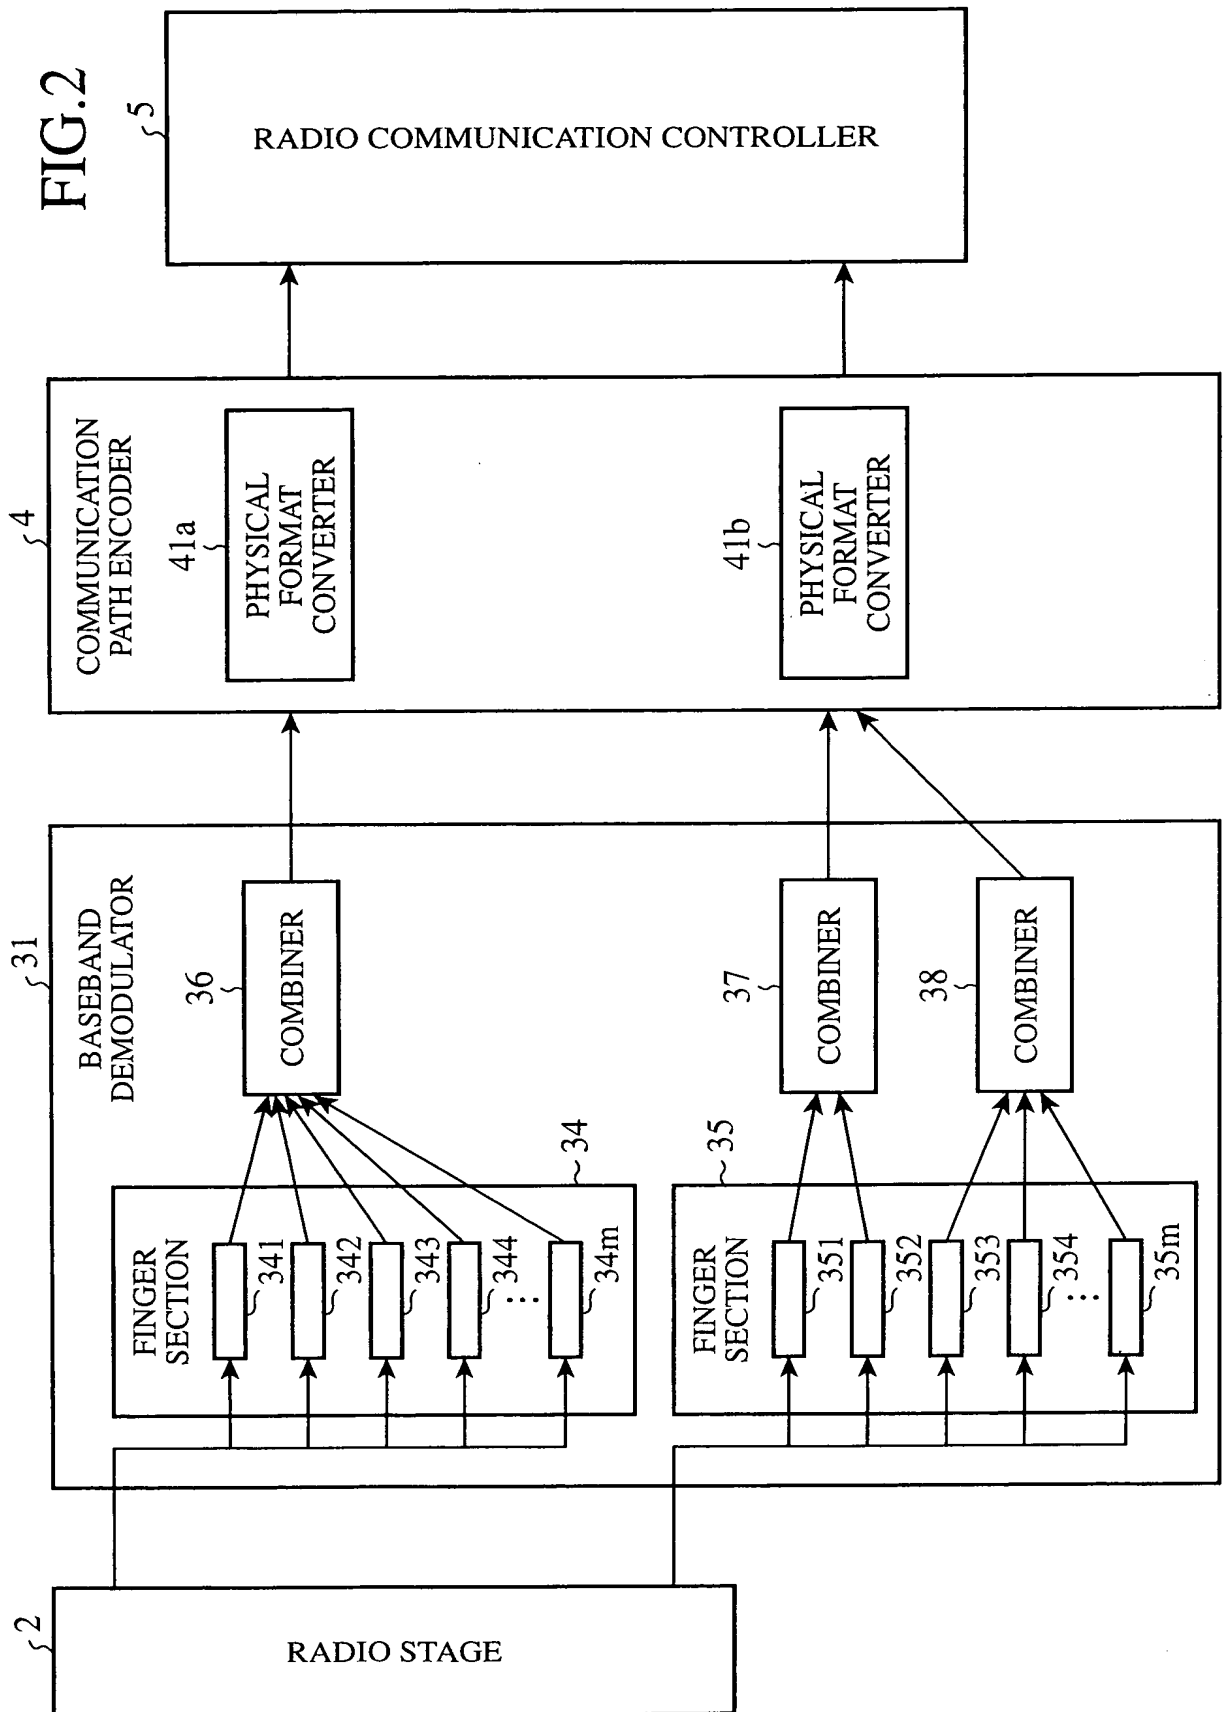 FIG.2
2
RADIO STAGE
31
BASEBAND
DEMODULATOR
FINGER
SECTION
341
342
343
344
⋮
34m
34
36
COMBINER
FINGER
SECTION
351
352
353
354
⋮
35m
35
37
COMBINER
38
COMBINER
4
COMMUNICATION
PATH ENCODER
41a
PHYSICAL
FORMAT
CONVERTER
41b
PHYSICAL
FORMAT
CONVERTER
5
RADIO COMMUNICATION CONTROLLER